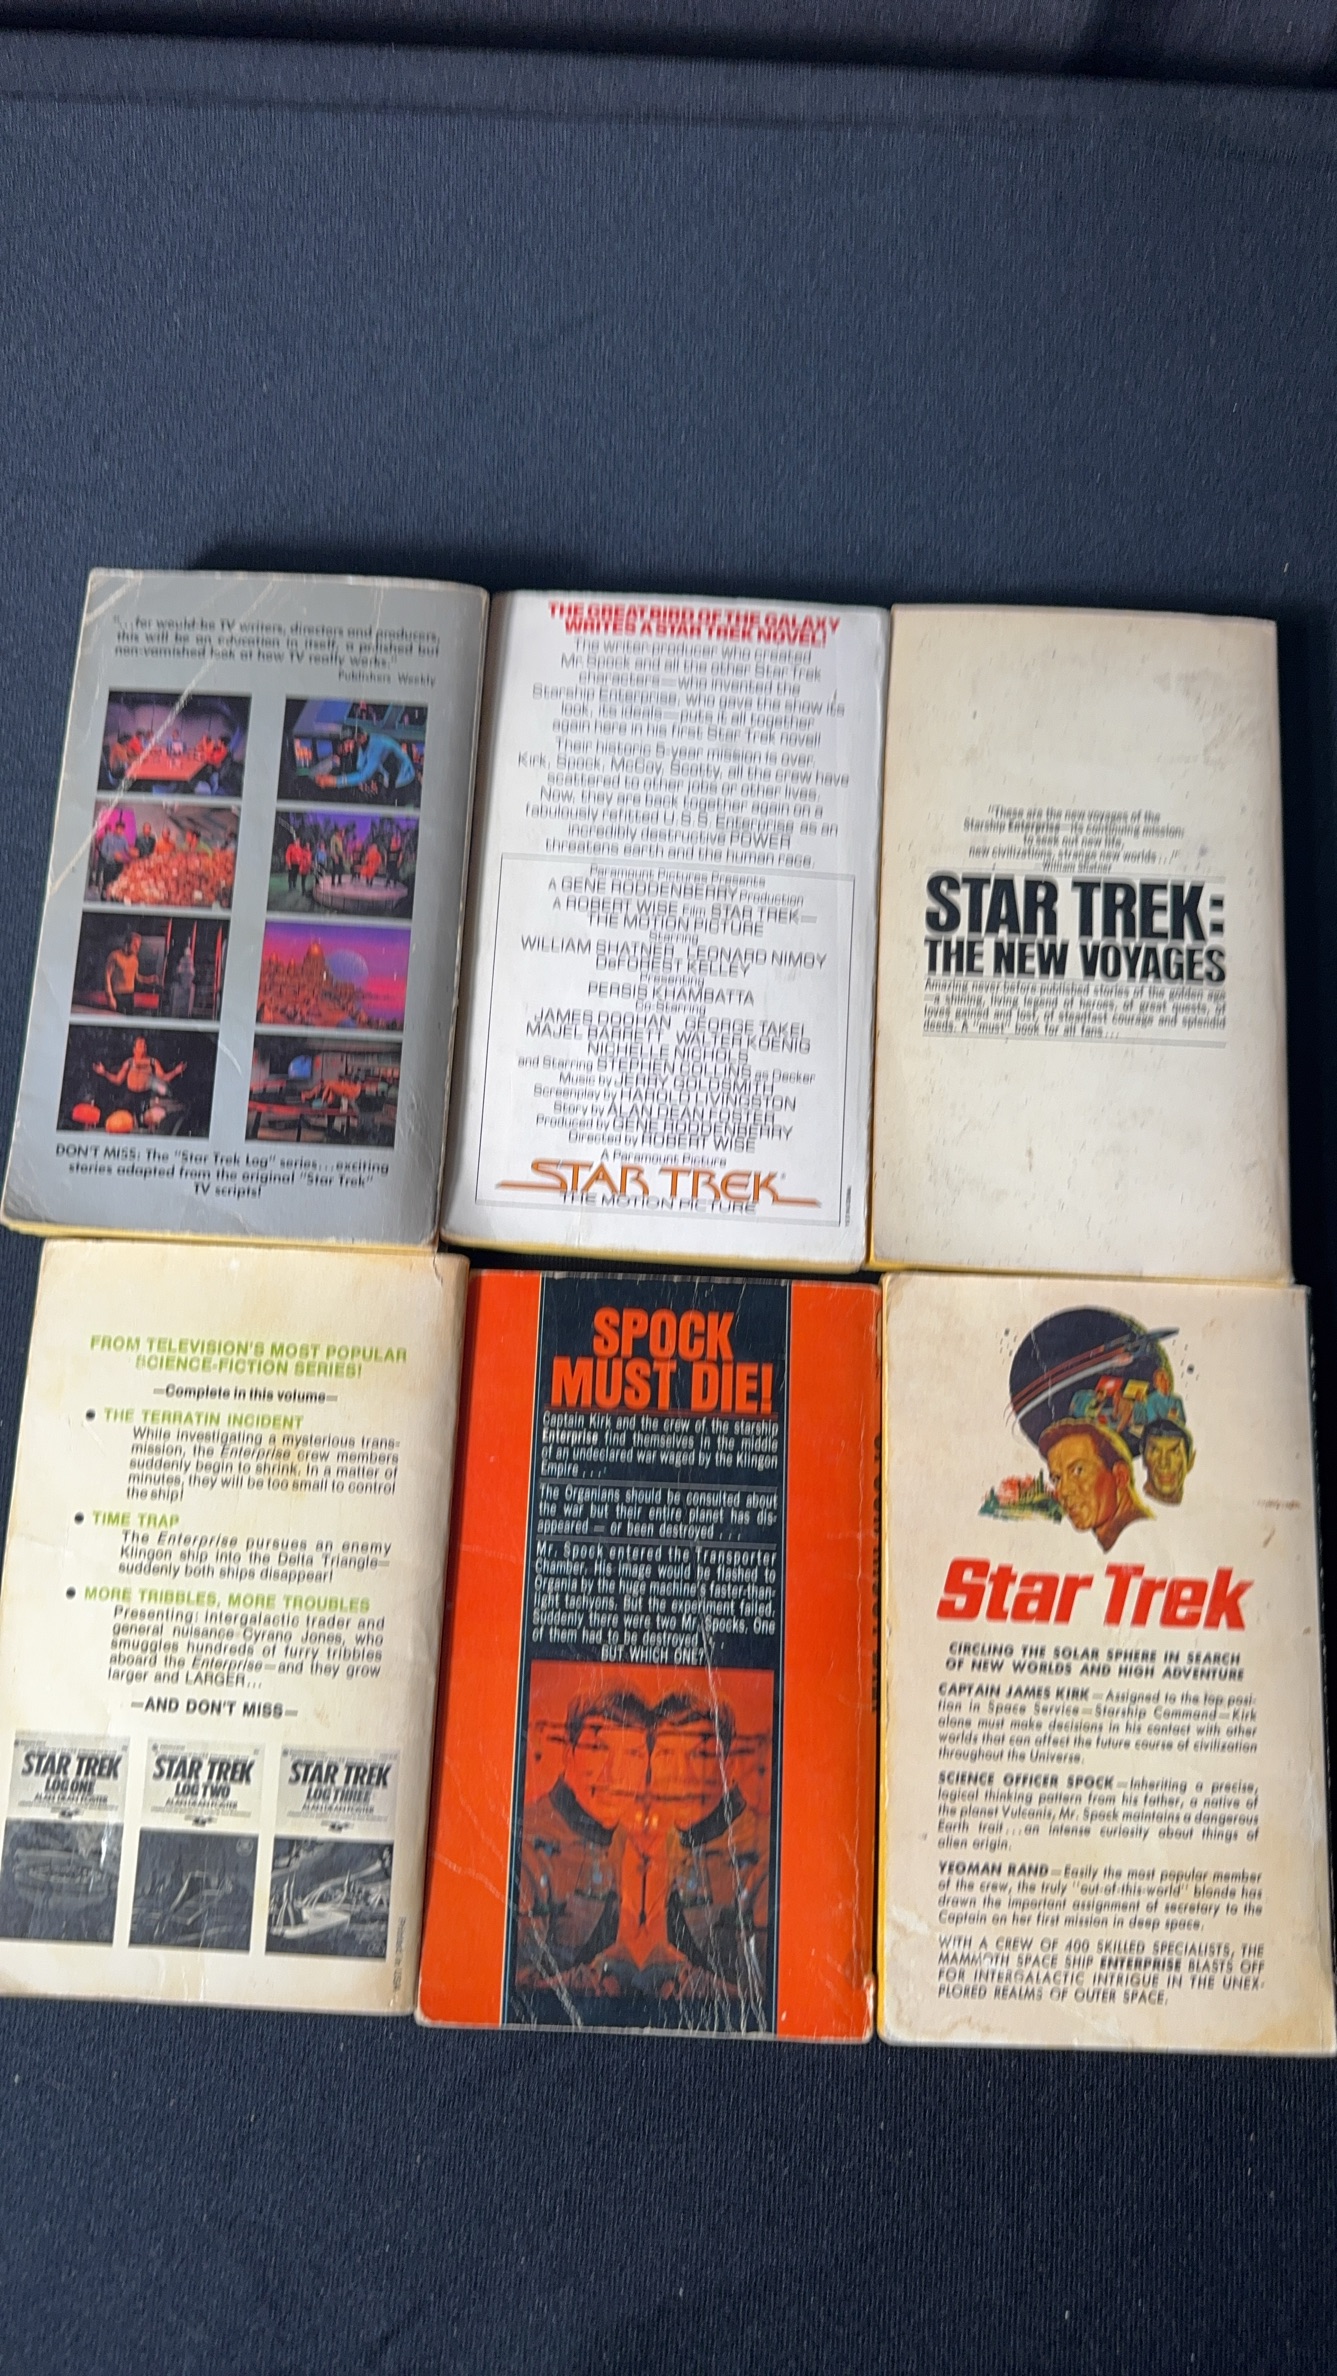 "...for would-be TV writers, directors and producers,
this will be an education in itself, a polished but
non-varnished look at how TV really works."
Publishers Weekly
DON'T MISS: The "Star Trek Log" series...exciting
stories adapted from the original "Star Trek"
TV scripts!
THE GREAT BIRD OF THE GALAXY
WRITES A STAR TREK NOVEL!
The writer-producer who created
Mr. Spock and all the other Star Trek
characters—who invented the
Starship Enterprise, who gave the show its
look, its ideals—puts it all together
again here in his first Star Trek novel!
Their historic 5-year mission is over.
Kirk, Spock, McCoy, Scotty, all the crew have
scattered to other jobs or other lives.
Now, they are back together again on a
fabulously refitted U.S.S. Enterprise as an
incredibly destructive POWER
threatens earth and the human race.
Paramount Pictures Presents
A GENE RODDENBERRY Production
A ROBERT WISE Film STAR TREK—
THE MOTION PICTURE
Starring
WILLIAM SHATNER LEONARD NIMOY
DeFOREST KELLEY
Presenting
PERSIS KHAMBATTA
Co-Starring
JAMES DOOHAN GEORGE TAKEI
MAJEL BARRETT WALTER KOENIG
NICHELLE NICHOLS
and Starring STEPHEN COLLINS as Decker
Music by JERRY GOLDSMITH
Screenplay by HAROLD LIVINGSTON
Story by ALAN DEAN FOSTER
Produced by GENE RODDENBERRY
Directed by ROBERT WISE
A Paramount Picture
STAR TREK®
THE MOTION PICTURE
"These are the new voyages of the
Starship Enterprise—its continuing mission:
to seek out new life,
new civilizations, strange new worlds..."
William Shatner
STAR TREK:
THE NEW VOYAGES
Amazing never-before-published stories of the golden age
—a shining, living legend of heroes, of great quests, of
loves gained and lost, of steadfast courage and splendid
deeds. A "must" book for all fans...
FROM TELEVISION'S MOST POPULAR
SCIENCE-FICTION SERIES!
—Complete in this volume—
• THE TERRATIN INCIDENT
While investigating a mysterious trans-
mission, the Enterprise crew members
suddenly begin to shrink. In a matter of
minutes, they will be too small to control
the ship!
• TIME TRAP
The Enterprise pursues an enemy
Klingon ship into the Delta Triangle—
suddenly both ships disappear!
• MORE TRIBBLES, MORE TROUBLES
Presenting: intergalactic trader and
general nuisance Cyrano Jones, who
smuggles hundreds of furry tribbles
aboard the Enterprise—and they grow
larger and LARGER...
—AND DON'T MISS—
STAR TREK
LOG ONE
ALAN DEAN FOSTER
STAR TREK
LOG TWO
ALAN DEAN FOSTER
STAR TREK
LOG THREE
ALAN DEAN FOSTER
Printed in USA
SPOCK
MUST DIE!
Captain Kirk and the crew of the starship
Enterprise find themselves in the middle
of an undeclared war waged by the Klingon
Empire . . .
The Organians should be consulted about
the war but their entire planet has dis-
appeared — or been destroyed . . .
Mr. Spock entered the Transporter
Chamber. His image would be flashed to
Organia by the huge machine's faster-than-
light tachyons. But the experiment failed.
Suddenly there were two Mr. Spocks. One
of them had to be destroyed . . .
BUT WHICH ONE?
Star Trek
CIRCLING THE SOLAR SPHERE IN SEARCH
OF NEW WORLDS AND HIGH ADVENTURE
CAPTAIN JAMES KIRK—Assigned to the top posi-
tion in Space Service—Starship Command—Kirk
alone must make decisions in his contact with other
worlds that can affect the future course of civilization
throughout the Universe.
SCIENCE OFFICER SPOCK—Inheriting a precise,
logical thinking pattern from his father, a native of
the planet Vulcanis, Mr. Spock maintains a dangerous
Earth trait...an intense curiosity about things of
alien origin.
YEOMAN RAND—Easily the most popular member
of the crew, the truly "out-of-this-world" blonde has
drawn the important assignment of secretary to the
Captain on her first mission in deep space.
WITH A CREW OF 400 SKILLED SPECIALISTS, THE
MAMMOTH SPACE SHIP ENTERPRISE BLASTS OFF
FOR INTERGALACTIC INTRIGUE IN THE UNEX-
PLORED REALMS OF OUTER SPACE.